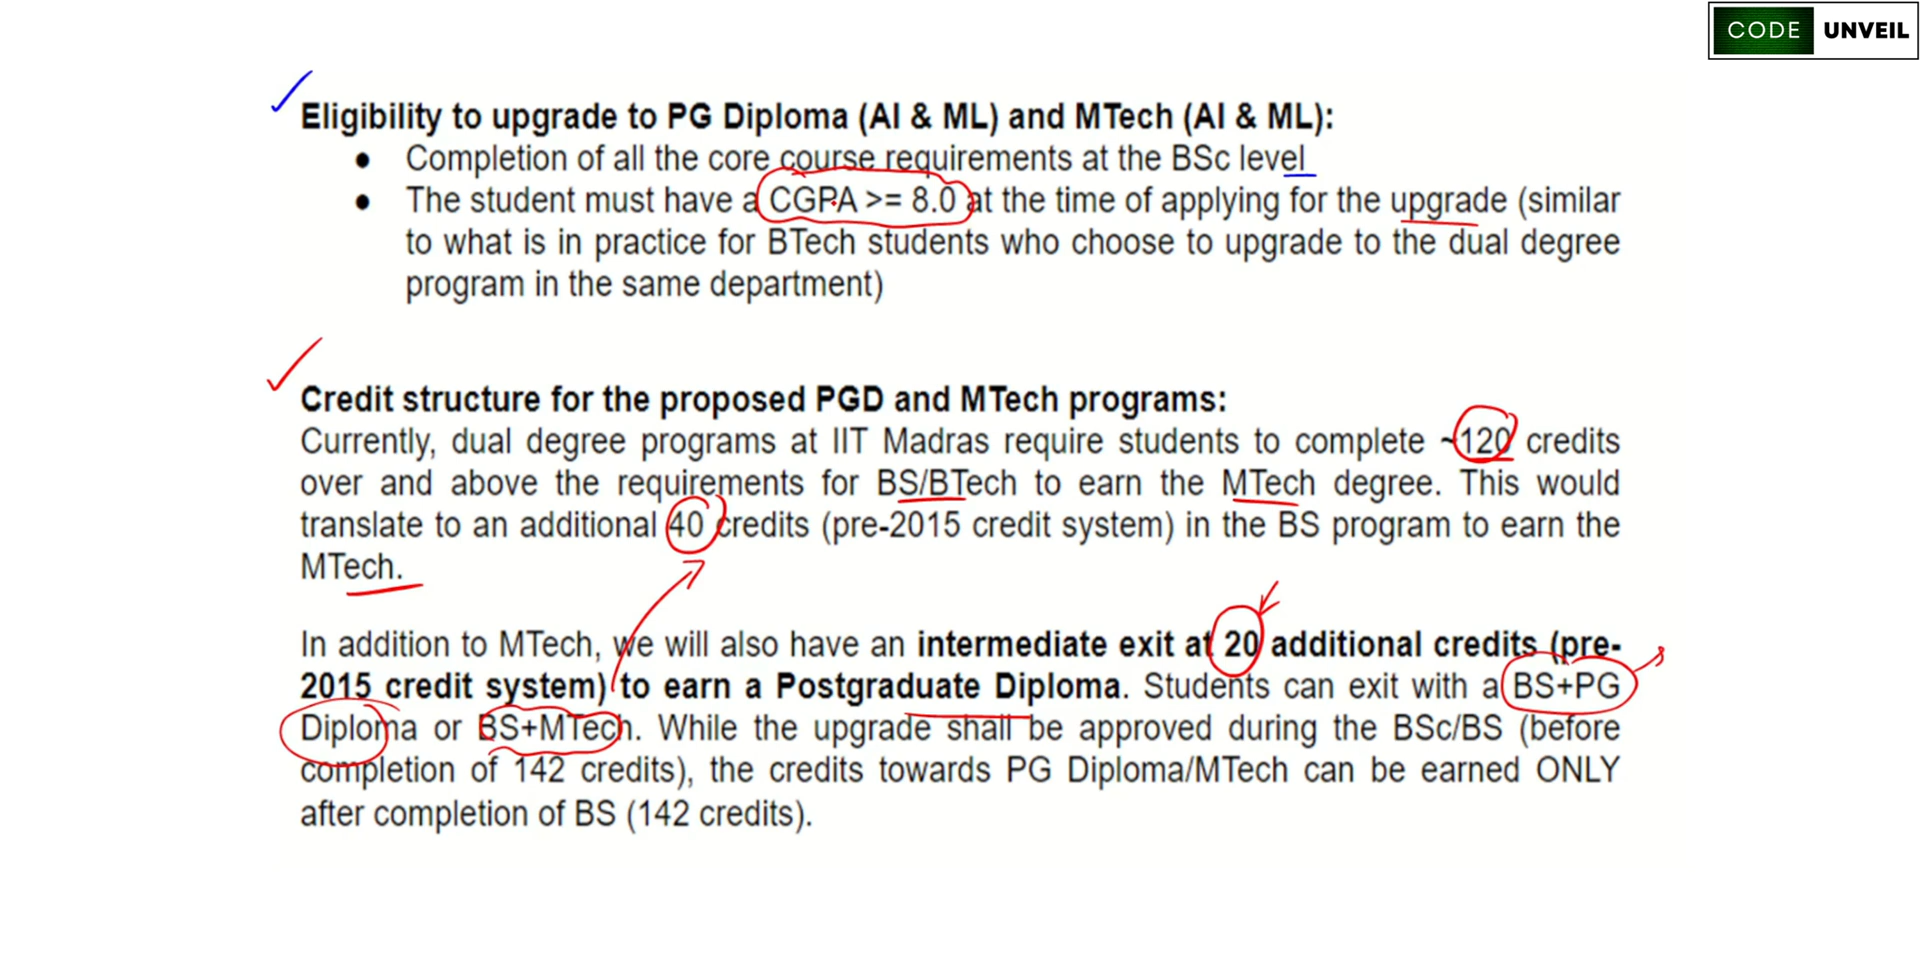 CODE UNVEIL
Eligibility to upgrade to PG Diploma (AI & ML) and MTech (AI & ML):
● Completion of all the core course requirements at the BSc level
● The student must have a CGPA >= 8.0 at the time of applying for the upgrade (similar
to what is in practice for BTech students who choose to upgrade to the dual degree
program in the same department)
Credit structure for the proposed PGD and MTech programs:
Currently, dual degree programs at IIT Madras require students to complete ~120 credits
over and above the requirements for BS/BTech to earn the MTech degree. This would
translate to an additional 40 credits (pre-2015 credit system) in the BS program to earn the
MTech.
In addition to MTech, we will also have an intermediate exit at 20 additional credits (pre-
2015 credit system) to earn a Postgraduate Diploma. Students can exit with a BS+PG
Diploma or BS+MTech. While the upgrade shall be approved during the BSc/BS (before
completion of 142 credits), the credits towards PG Diploma/MTech can be earned ONLY
after completion of BS (142 credits).